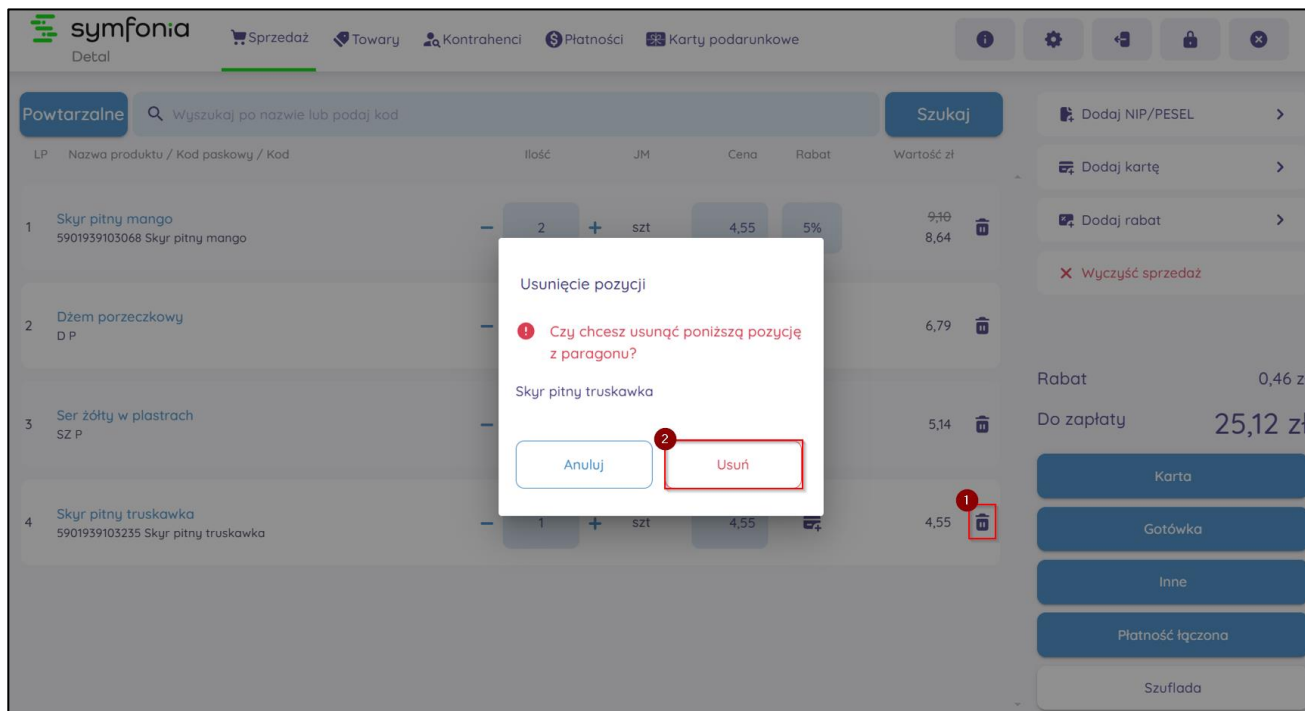 symfonia
Detal
Sprzedaż Towary Kontrahenci Płatności Karty podarunkowe
Powtarzalne Wyszukaj po nazwie lub podaj kod Szukaj
LP Nazwa produktu / Kod paskowy / Kod Ilość JM Cena Rabat Wartość zł
1 Skyr pitny mango 2 szt 4,55 5% 9,10
5901939103068 Skyr pitny mango 8,64
2 Dżem porzeczkowy 6,79
D P
3 Ser żółty w plastrach 5,14
SZ P
4 Skyr pitny truskawka 1 szt 4,55 4,55
5901939103235 Skyr pitny truskawka
Usunięcie pozycji
Czy chcesz usunąć poniższą pozycję
z paragonu?
Skyr pitny truskawka
Anuluj
2
Usuń
1
Dodaj NIP/PESEL
Dodaj kartę
Dodaj rabat
Wyczyść sprzedaż
Rabat 0,46 z
Do zapłaty 25,12 zł
Karta
Gotówka
Inne
Płatność łączona
Szuflada